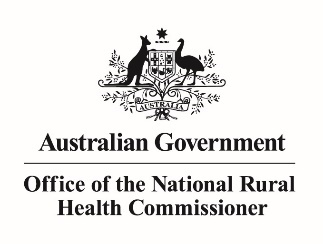 AUSTRALIA
Australian Government
Office of the National Rural
Health Commissioner